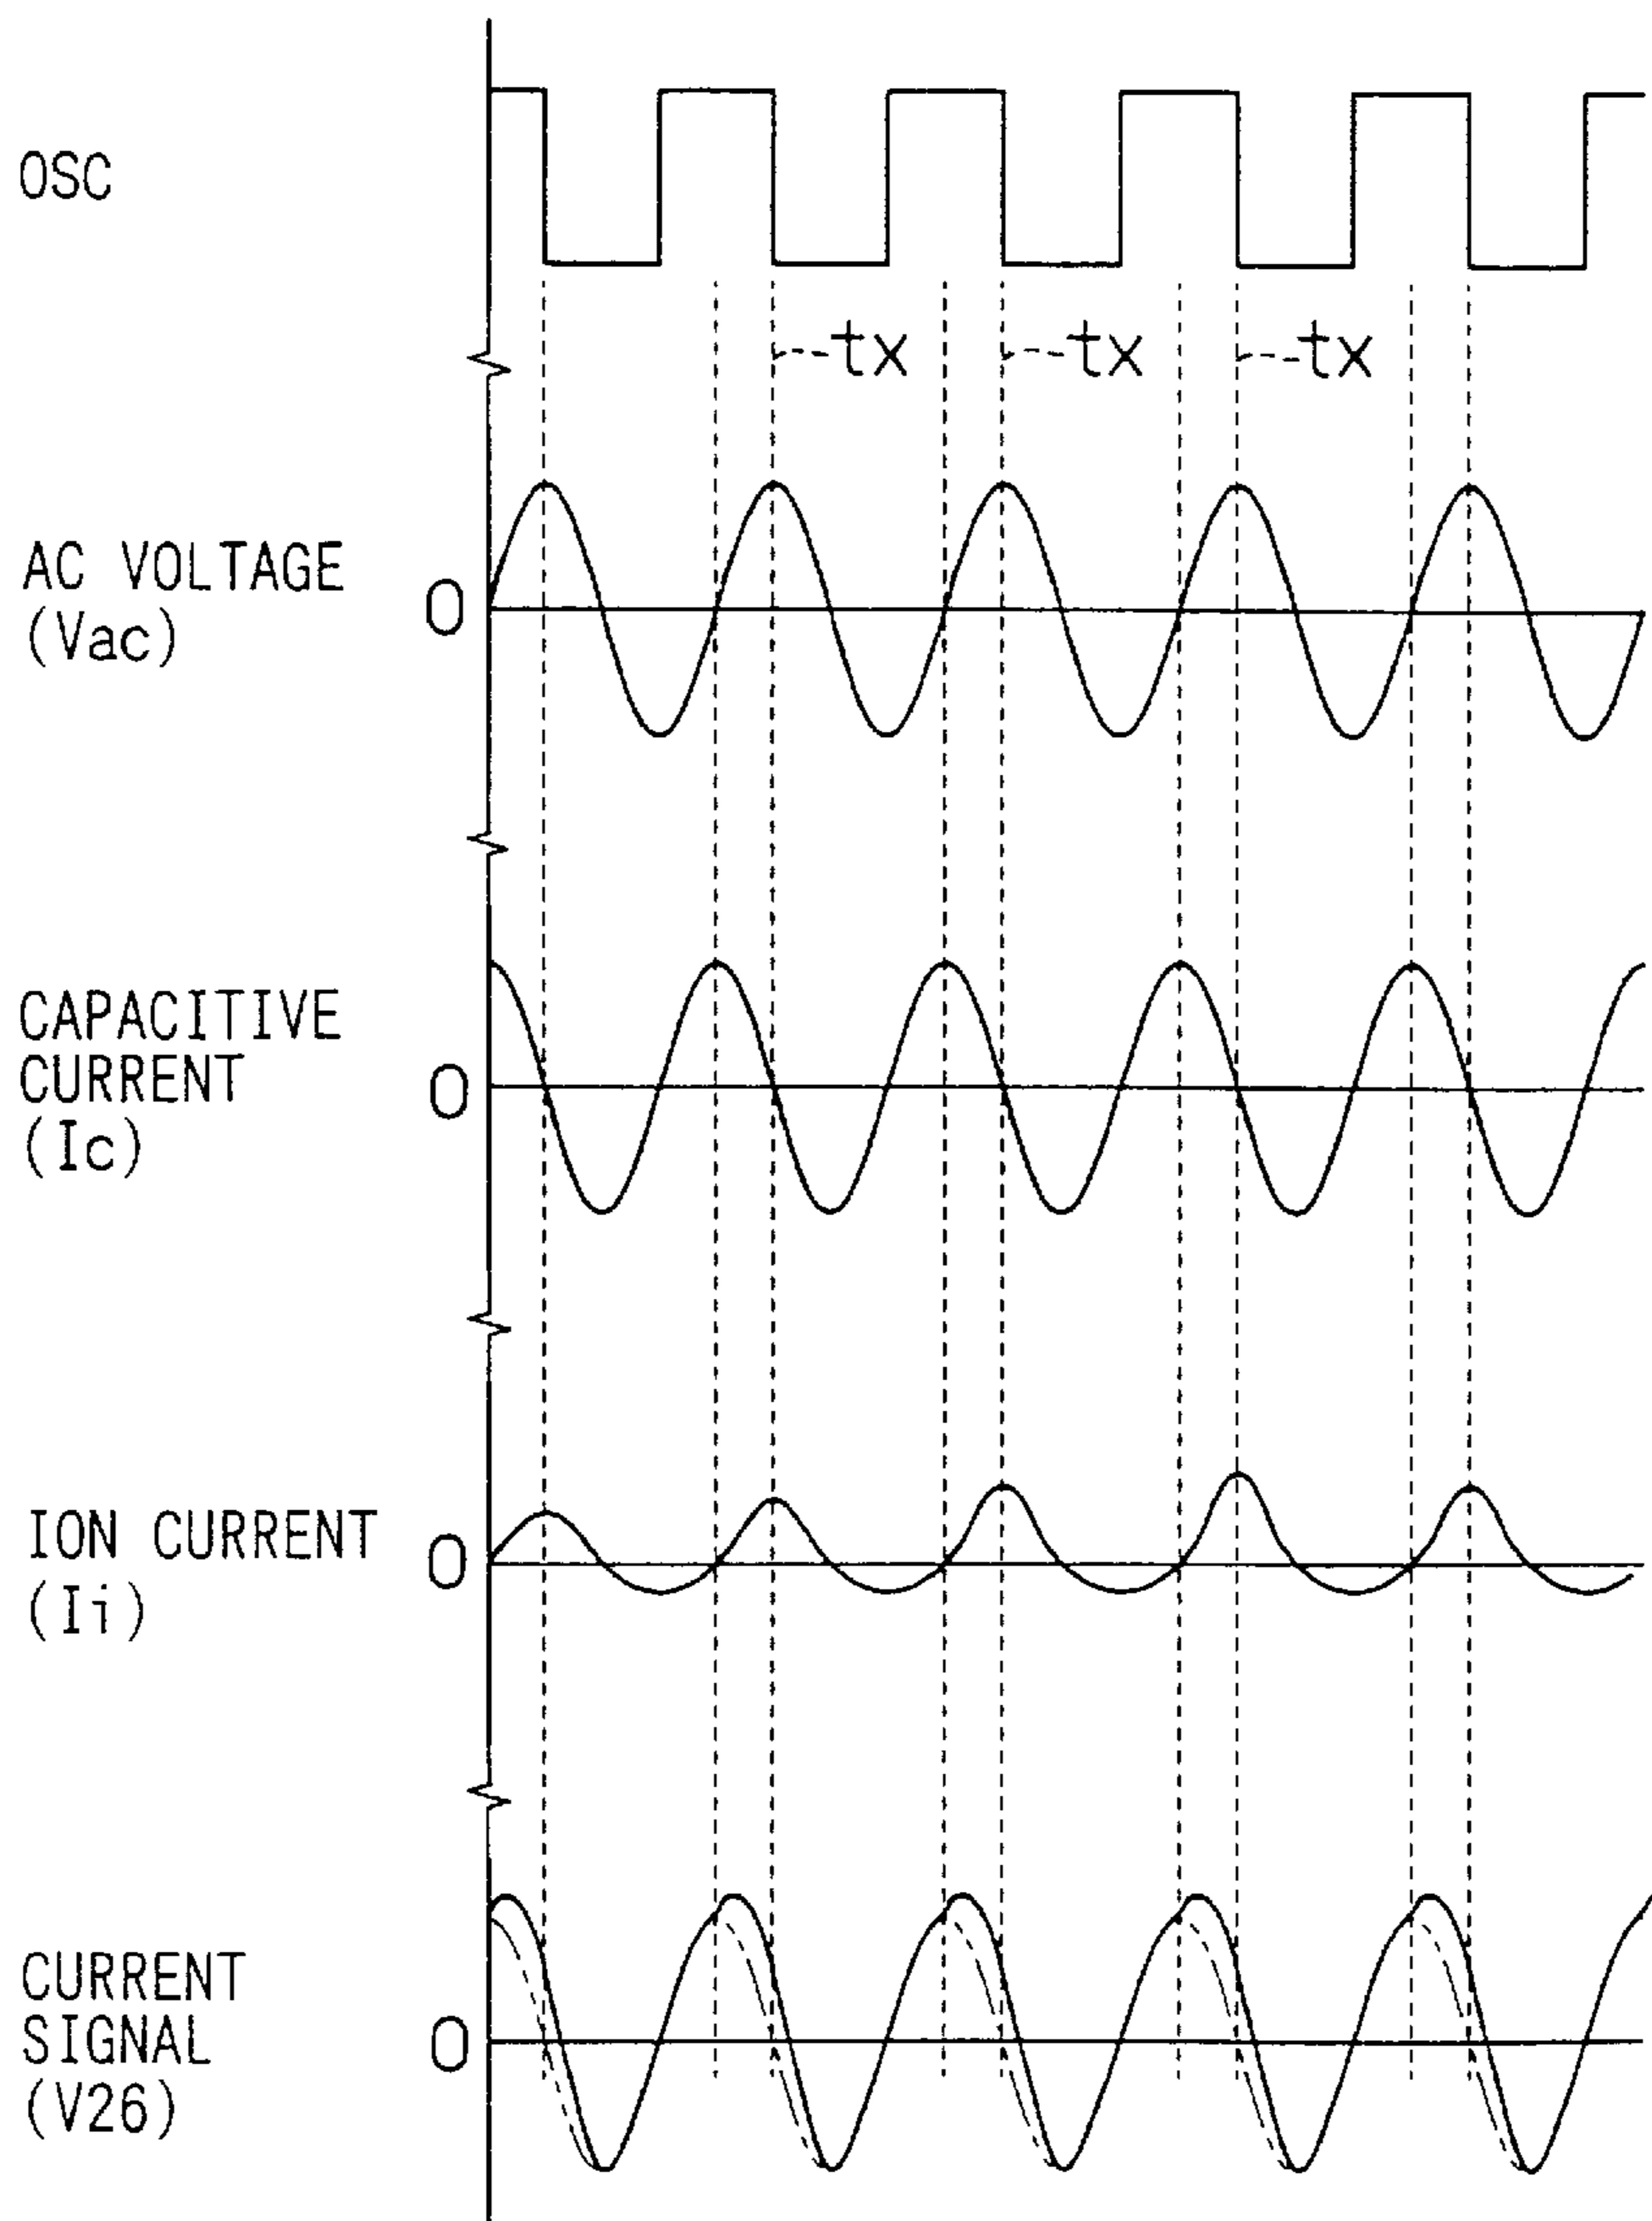 OSC
tx tx tx
AC VOLTAGE
(Vac)
0
CAPACITIVE
CURRENT
(Ic)
0
ION CURRENT
(Ii)
0
CURRENT
SIGNAL
(V26)
0